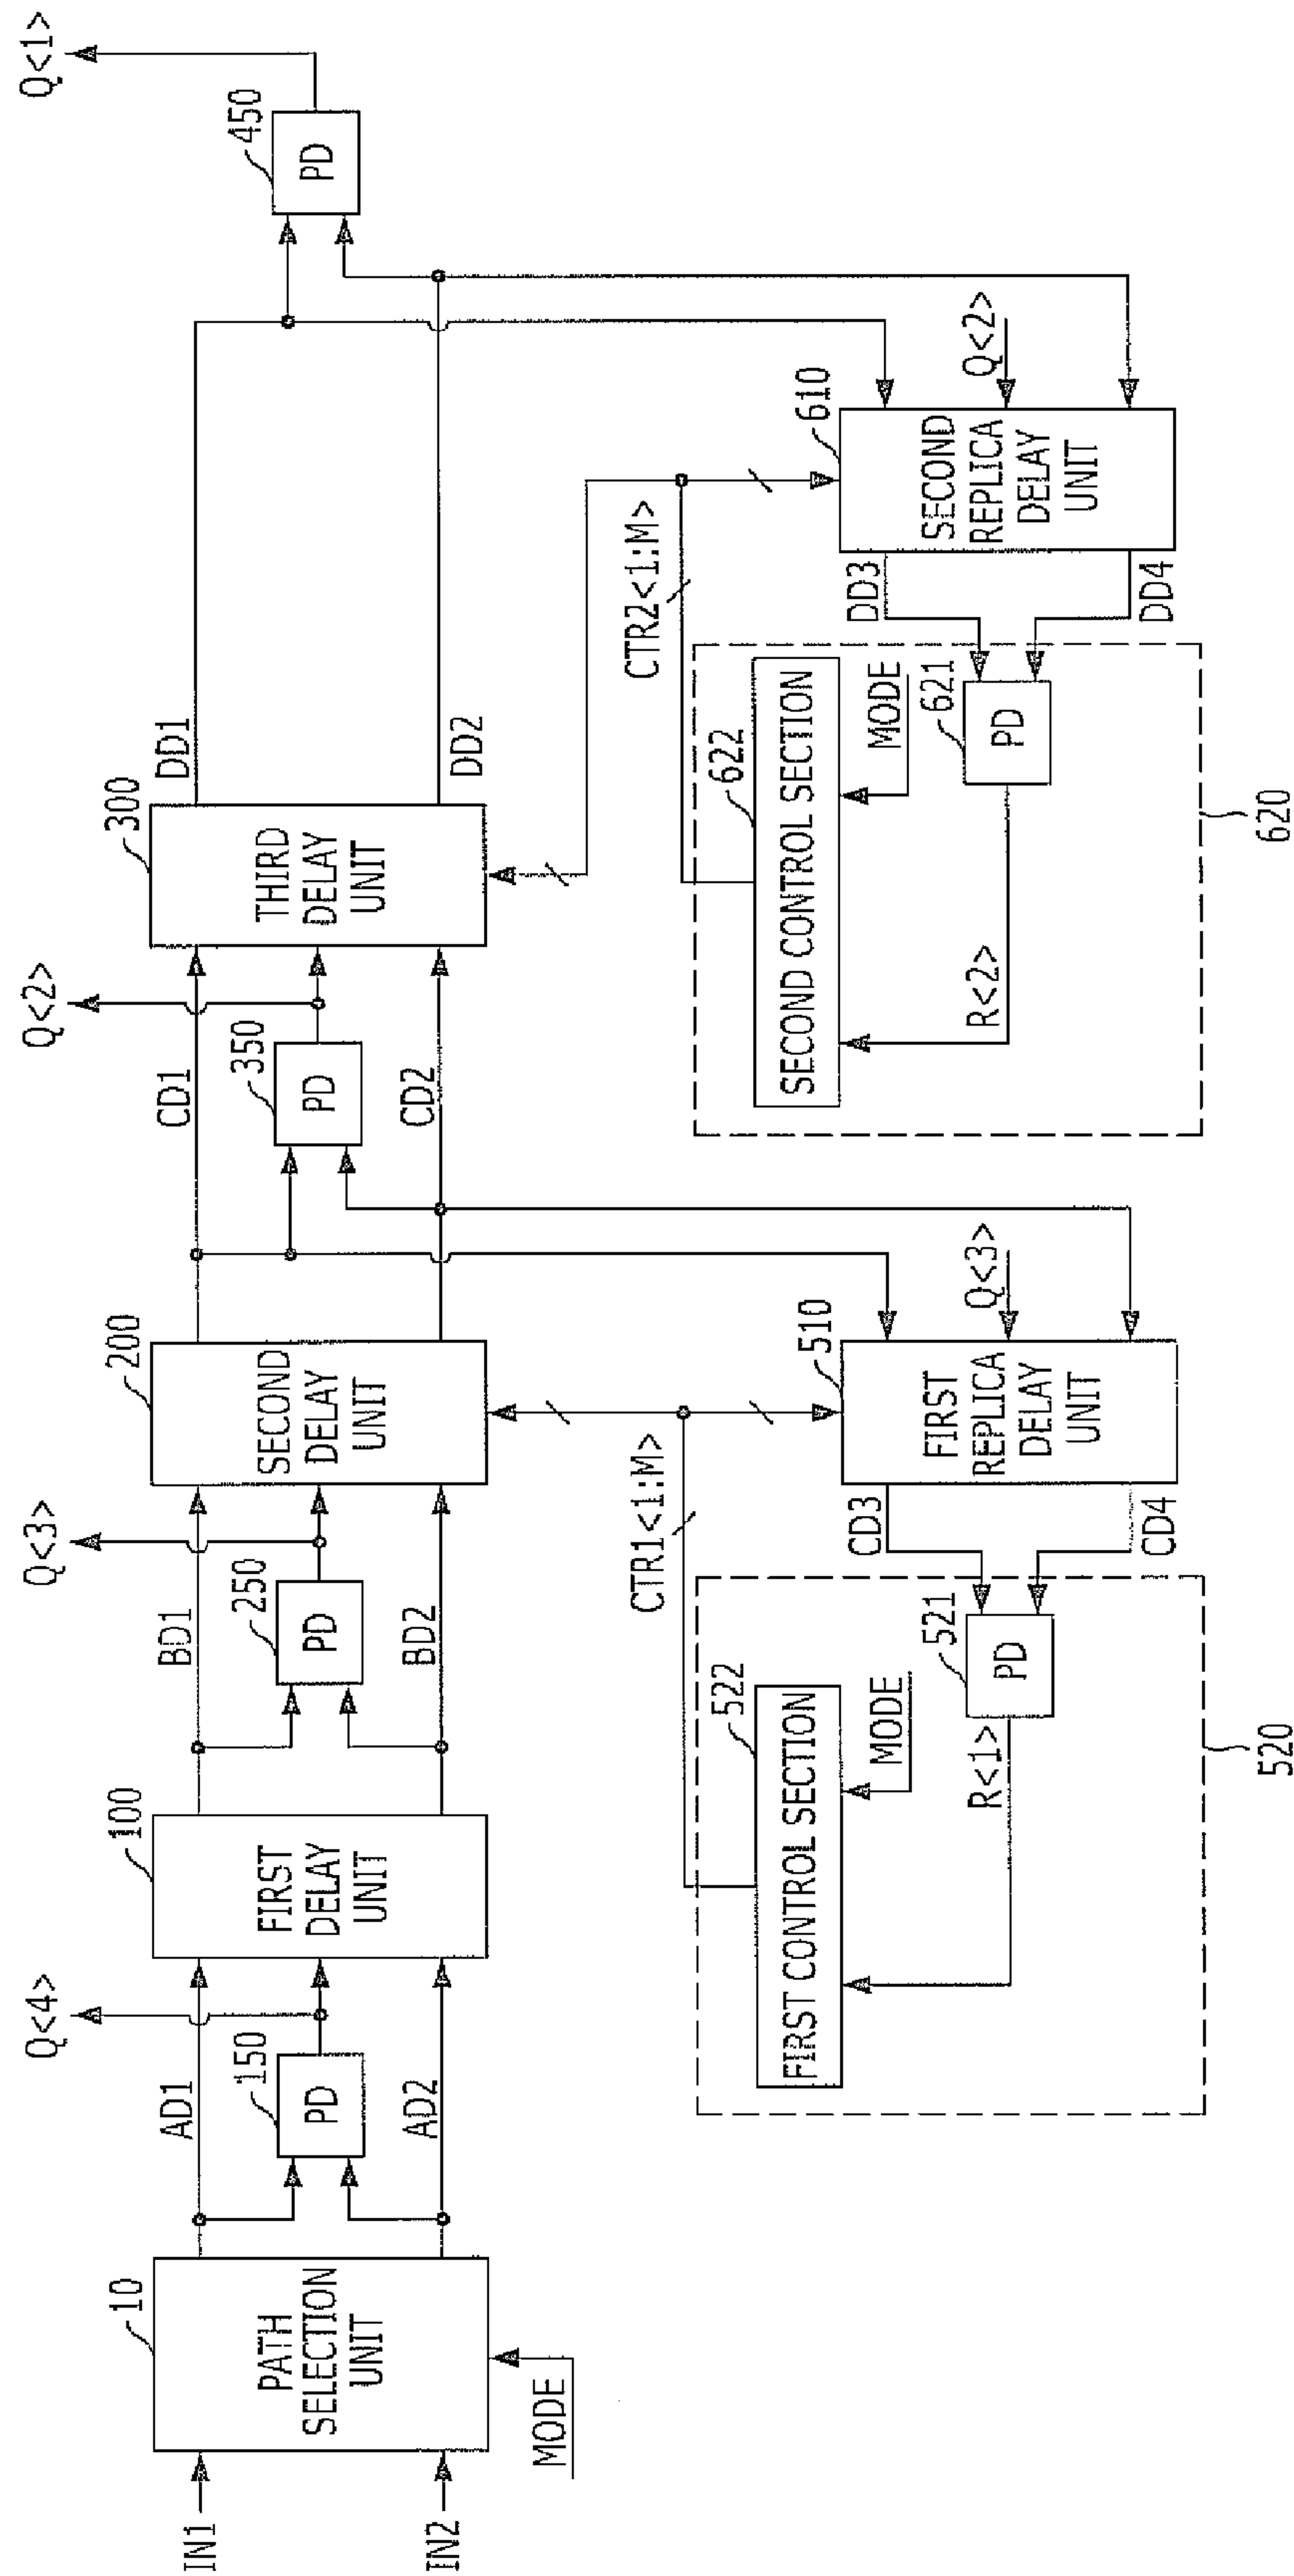 IN1
IN2
10
PATH
SELECTION
UNIT
MODE
AD1
AD2
150
PD
Q<4>
100
FIRST
DELAY
UNIT
BD1
BD2
250
PD
Q<3>
200
SECOND
DELAY
UNIT
CD1
CD2
350
PD
Q<2>
300
THIRD
DELAY
UNIT
DD1
DD2
450
PD
Q<1>
CTR1<1:M>
522
FIRST CONTROL SECTION
MODE
R<1>
521
PD
520
CD3
CD4
510
FIRST
REPLICA
DELAY
UNIT
Q<3>
CTR2<1:M>
622
SECOND CONTROL SECTION
MODE
R<2>
621
PD
620
DD3
DD4
610
SECOND
REPLICA
DELAY
UNIT
Q<2>